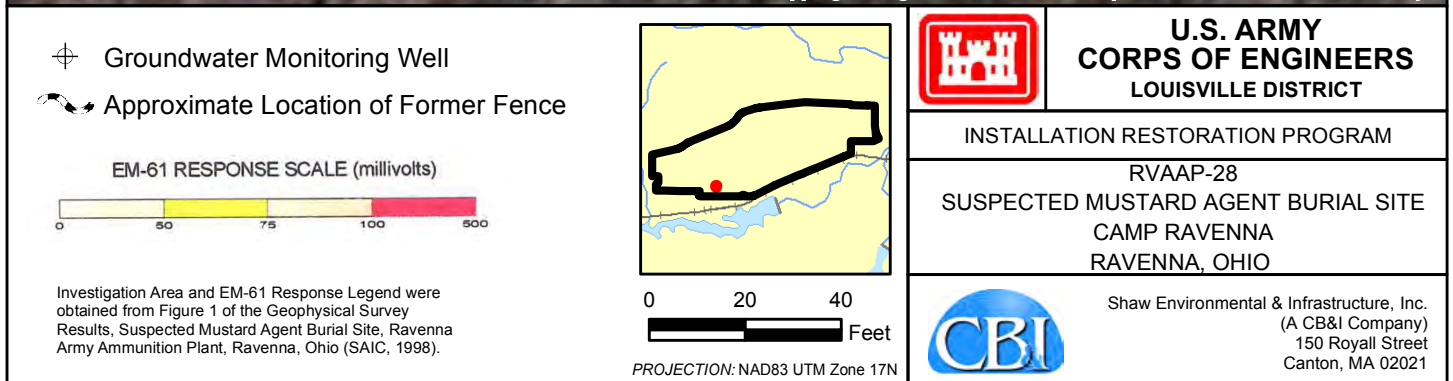 Groundwater Monitoring Well
Approximate Location of Former Fence
EM-61 RESPONSE SCALE (millivolts)
0 50 75 100 500
Investigation Area and EM-61 Response Legend were
obtained from Figure 1 of the Geophysical Survey
Results, Suspected Mustard Agent Burial Site, Ravenna
Army Ammunition Plant, Ravenna, Ohio (SAIC, 1998).
0 20 40
Feet
PROJECTION: NAD83 UTM Zone 17N
U.S. ARMY
CORPS OF ENGINEERS
LOUISVILLE DISTRICT
INSTALLATION RESTORATION PROGRAM
RVAAP-28
SUSPECTED MUSTARD AGENT BURIAL SITE
CAMP RAVENNA
RAVENNA, OHIO
CBI
Shaw Environmental & Infrastructure, Inc.
(A CB&I Company)
150 Royall Street
Canton, MA 02021